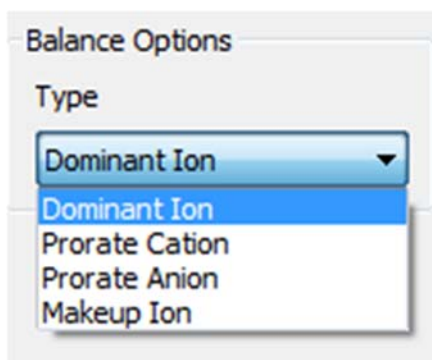 Balance Options
Type
Dominant Ion
Dominant Ion
Prorate Cation
Prorate Anion
Makeup Ion